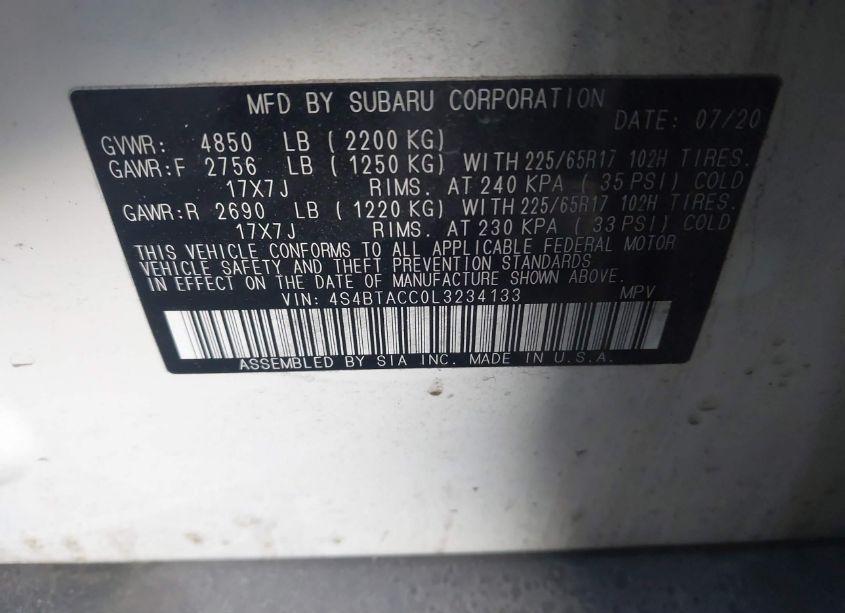 MFD BY SUBARU CORPORATION
DATE: 07/20
GVWR: 4850 LB ( 2200 KG)
GAWR:F 2756 LB ( 1250 KG) WITH 225/65R17 102H TIRES.
17X7J RIMS. AT 240 KPA ( 35 PSI) COLD
GAWR:R 2690 LB ( 1220 KG) WITH 225/65R17 102H TIRES.
17X7J RIMS. AT 230 KPA ( 33 PSI) COLD
THIS VEHICLE CONFORMS TO ALL APPLICABLE FEDERAL MOTOR
VEHICLE SAFETY AND THEFT PREVENTION STANDARDS
IN EFFECT ON THE DATE OF MANUFACTURE SHOWN ABOVE.
VIN: 4S4BTACC0L3234133 MPV
ASSEMBLED BY SIA INC. MADE IN U.S.A.